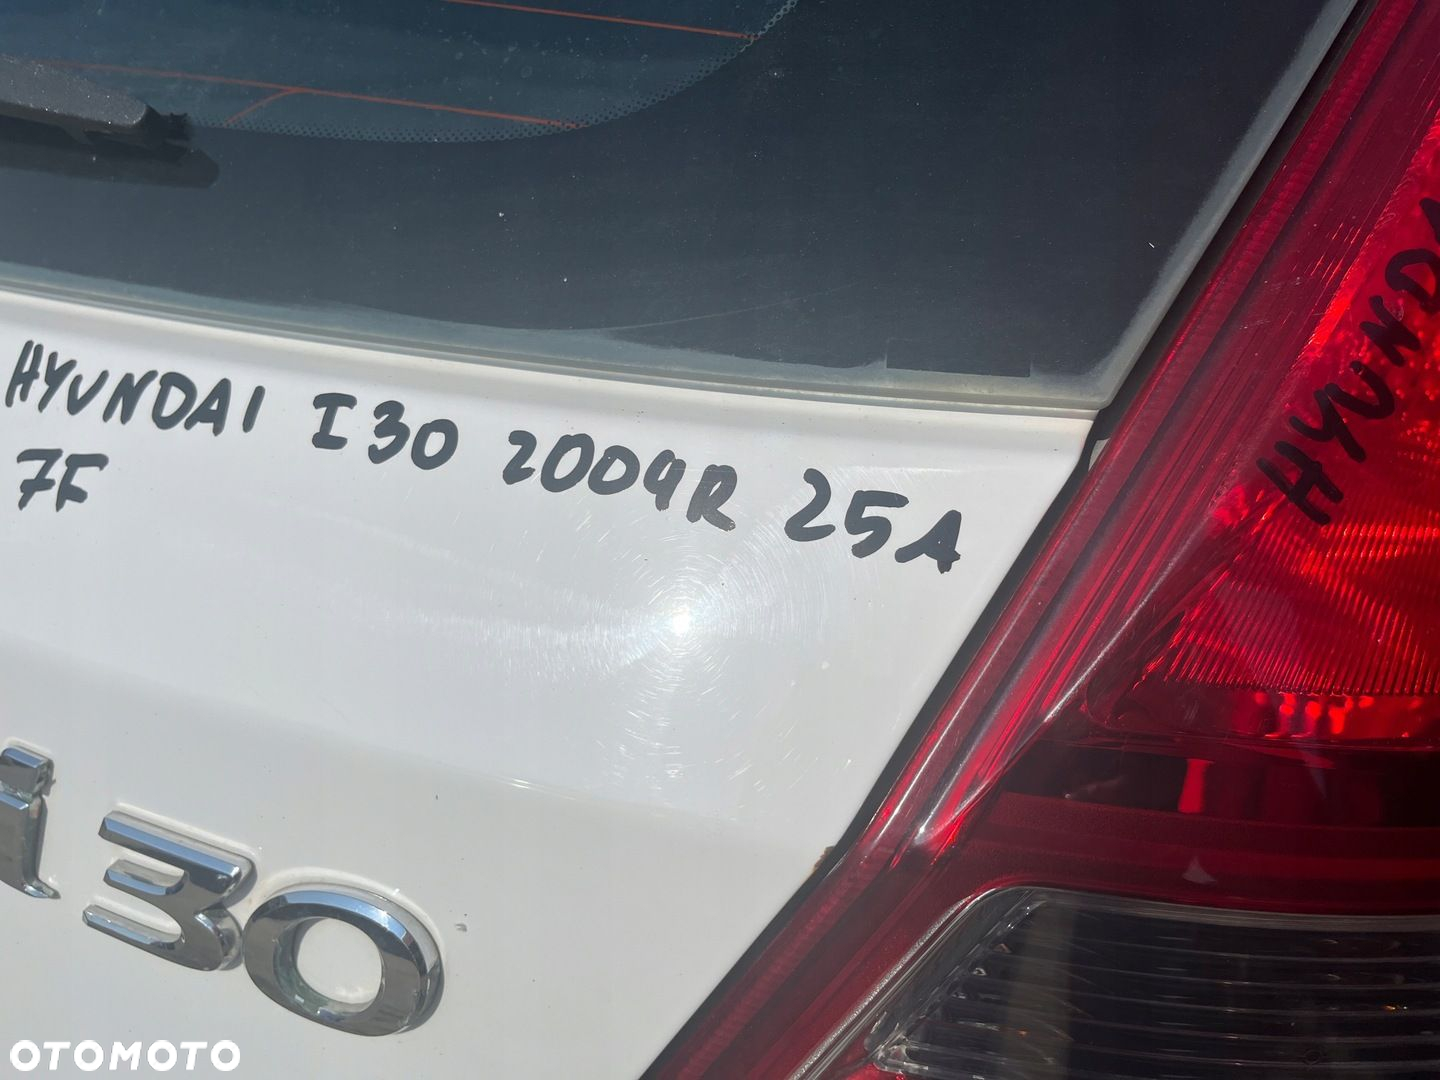 HYUNDAI I30 2009R 25A
7F
HYUNDA
i30
OTOMOTO